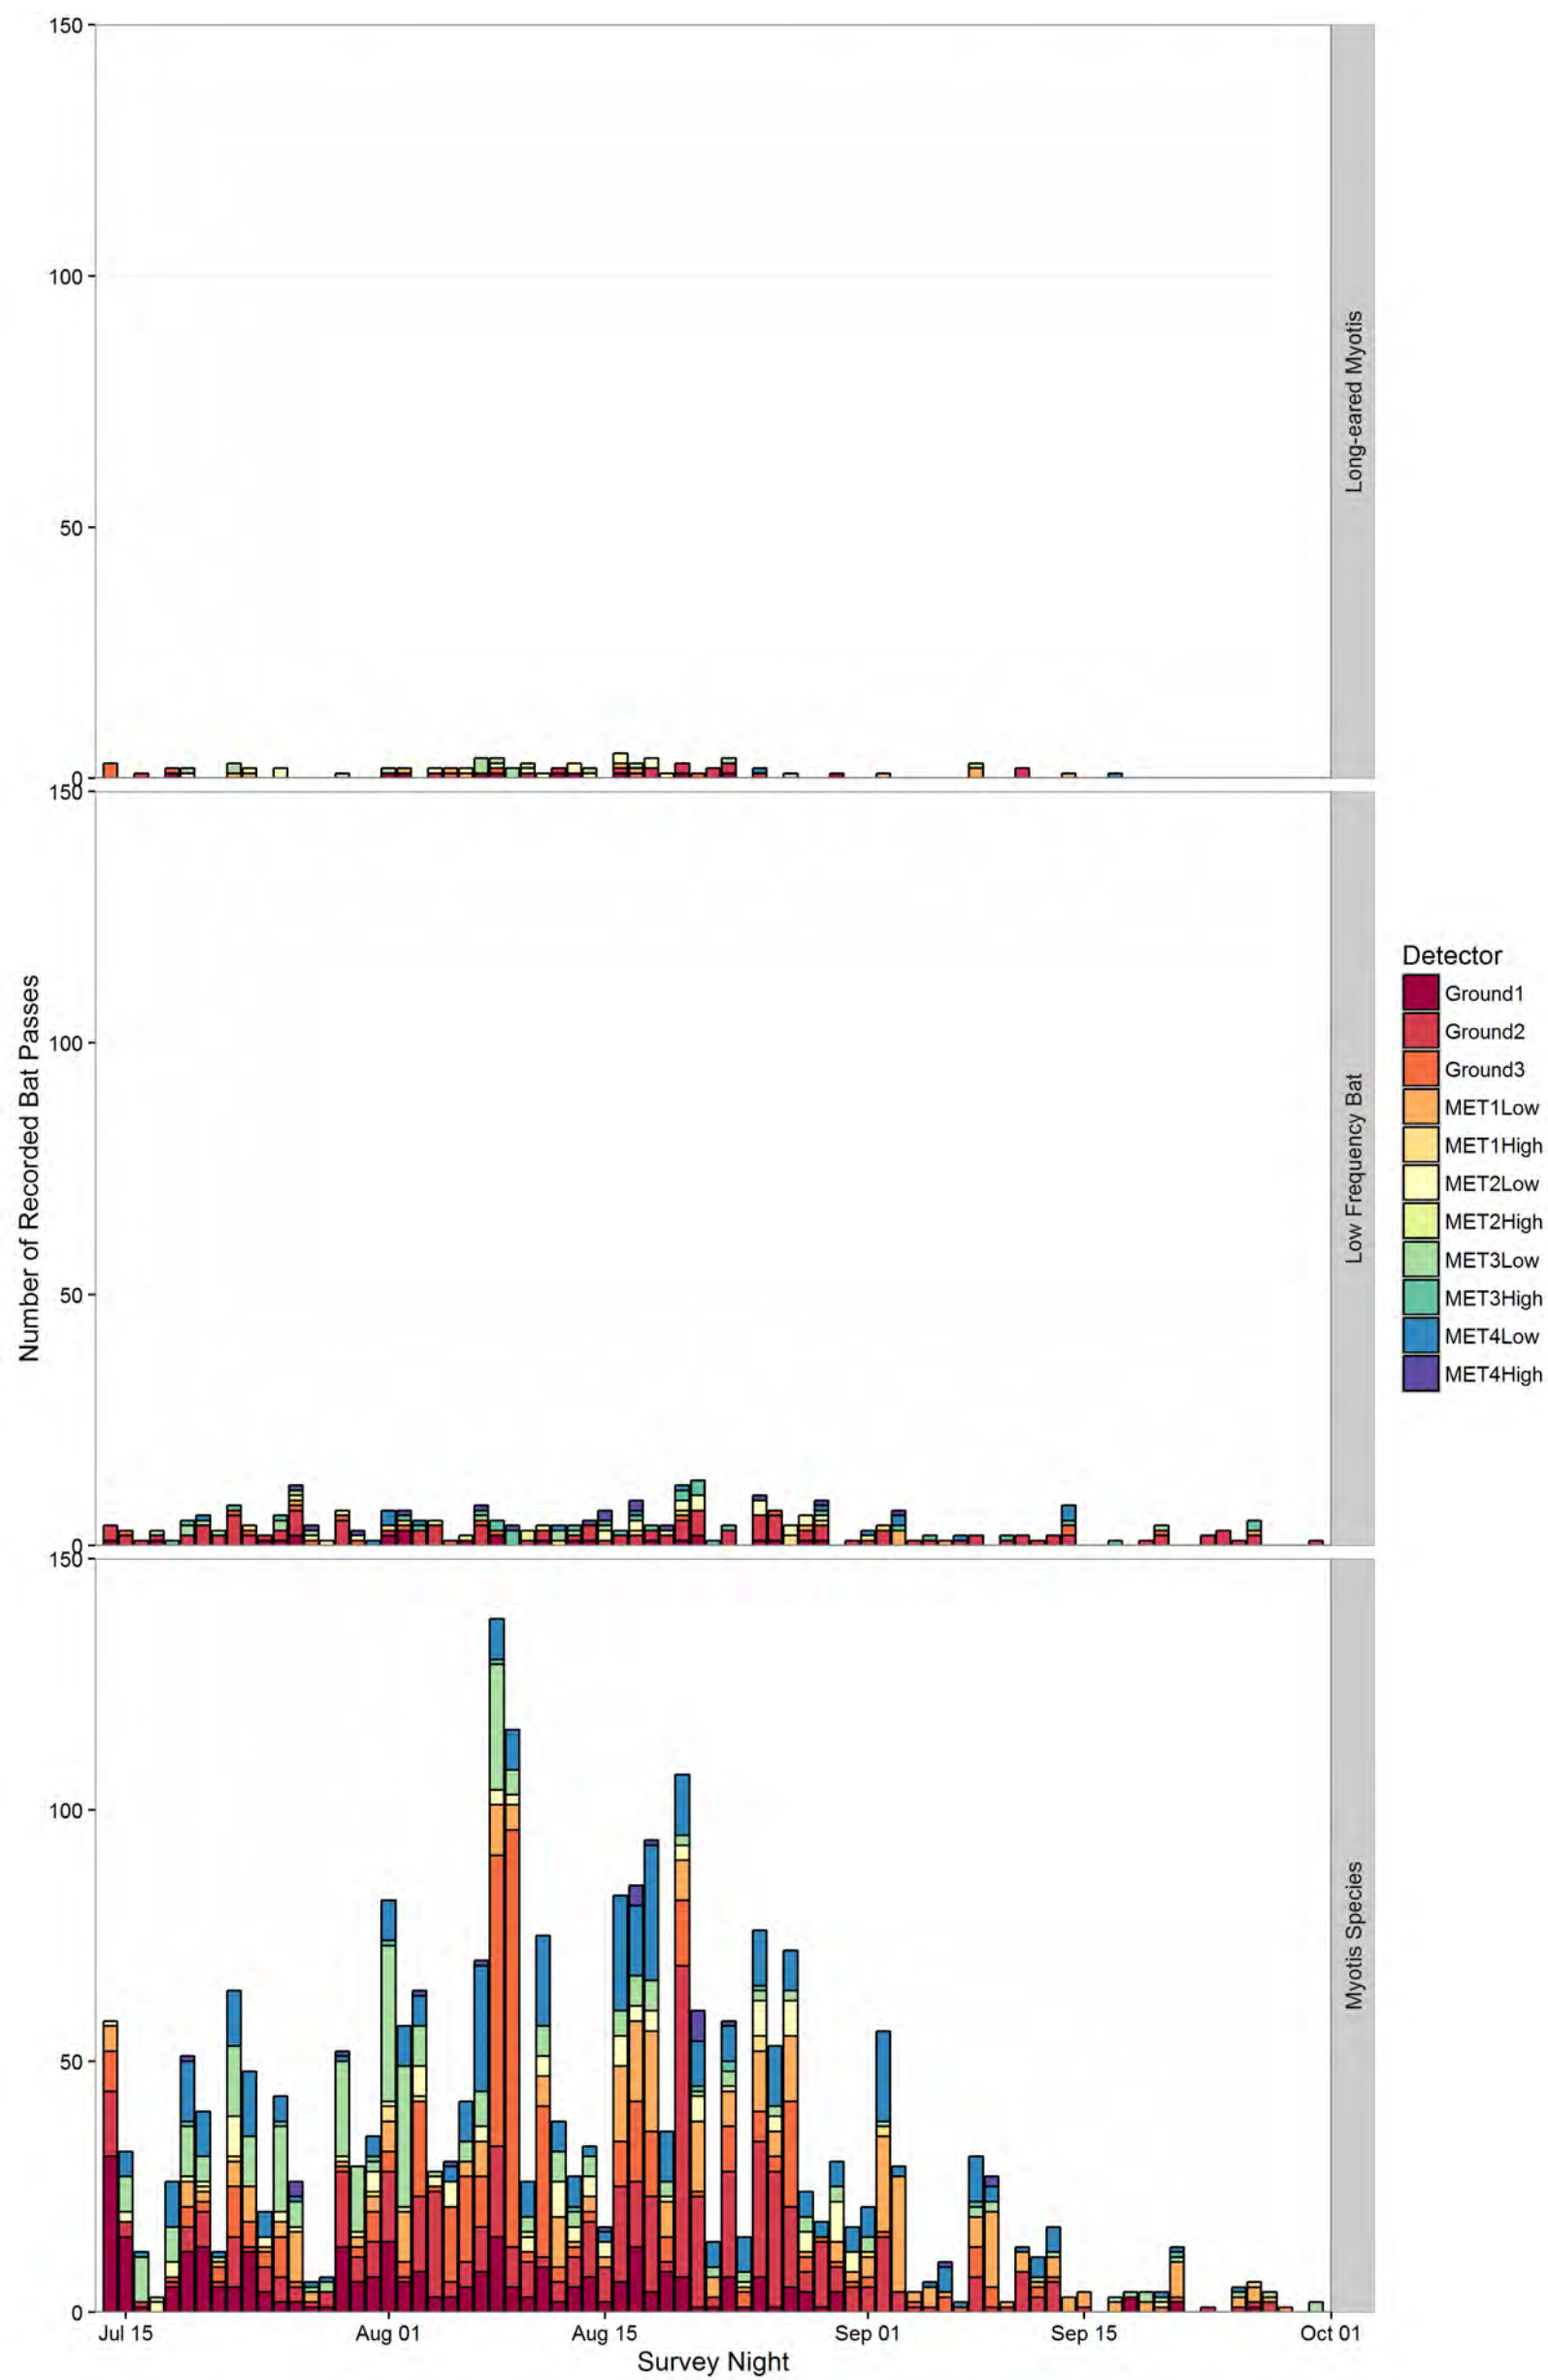 150
100
50
0
Long-eared Myotis
150
100
50
0
Low Frequency Bat
150
100
50
0
Myotis Species
Number of Recorded Bat Passes
Jul 15
Aug 01
Aug 15
Sep 01
Sep 15
Oct 01
Survey Night
Detector
Ground1
Ground2
Ground3
MET1Low
MET1High
MET2Low
MET2High
MET3Low
MET3High
MET4Low
MET4High